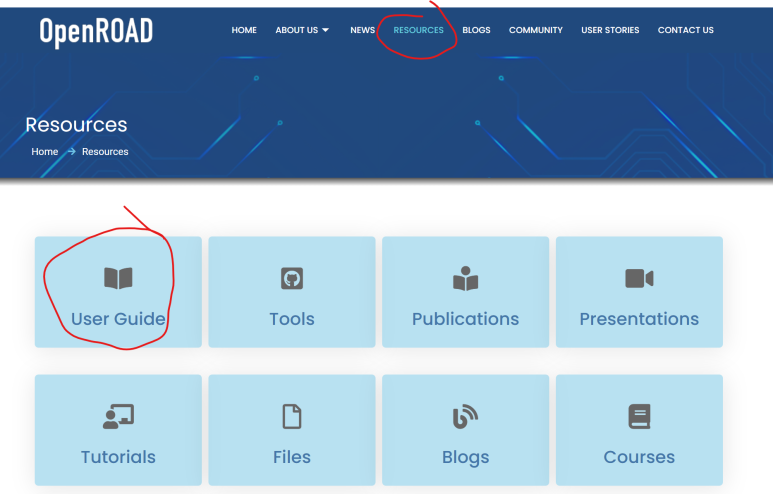 OpenROAD
HOME ABOUT US NEWS RESOURCES BLOGS COMMUNITY USER STORIES CONTACT US
Resources
Home → Resources
User Guide Tools Publications Presentations
Tutorials Files Blogs Courses